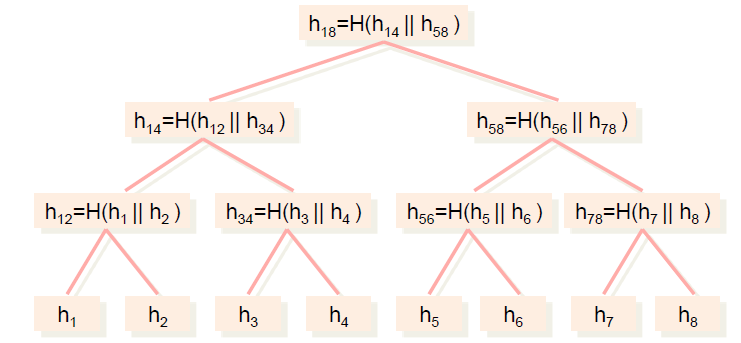 h₁₈=H(h₁₄ || h₅₈ )
h₁₄=H(h₁₂ || h₃₄ )
h₅₈=H(h₅₆ || h₇₈ )
h₁₂=H(h₁ || h₂ )
h₃₄=H(h₃ || h₄ )
h₅₆=H(h₅ || h₆ )
h₇₈=H(h₇ || h₈ )
h₁
h₂
h₃
h₄
h₅
h₆
h₇
h₈